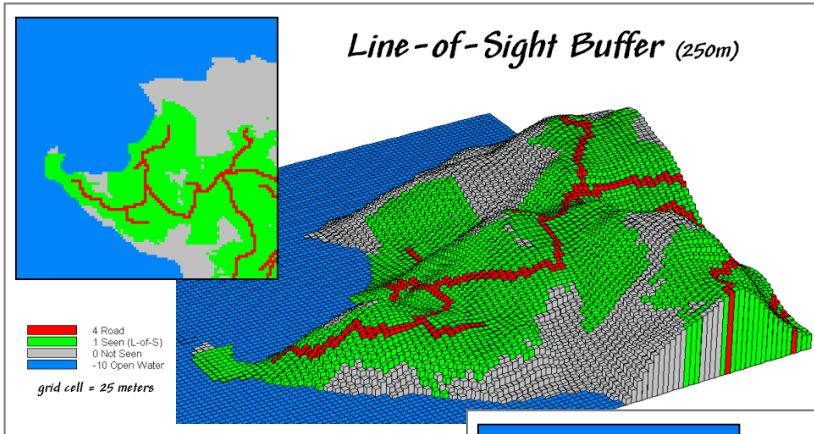 Line-of-Sight Buffer (250m)
4 Road
1 Seen (L-of-S)
0 Not Seen
-10 Open Water
grid cell = 25 meters